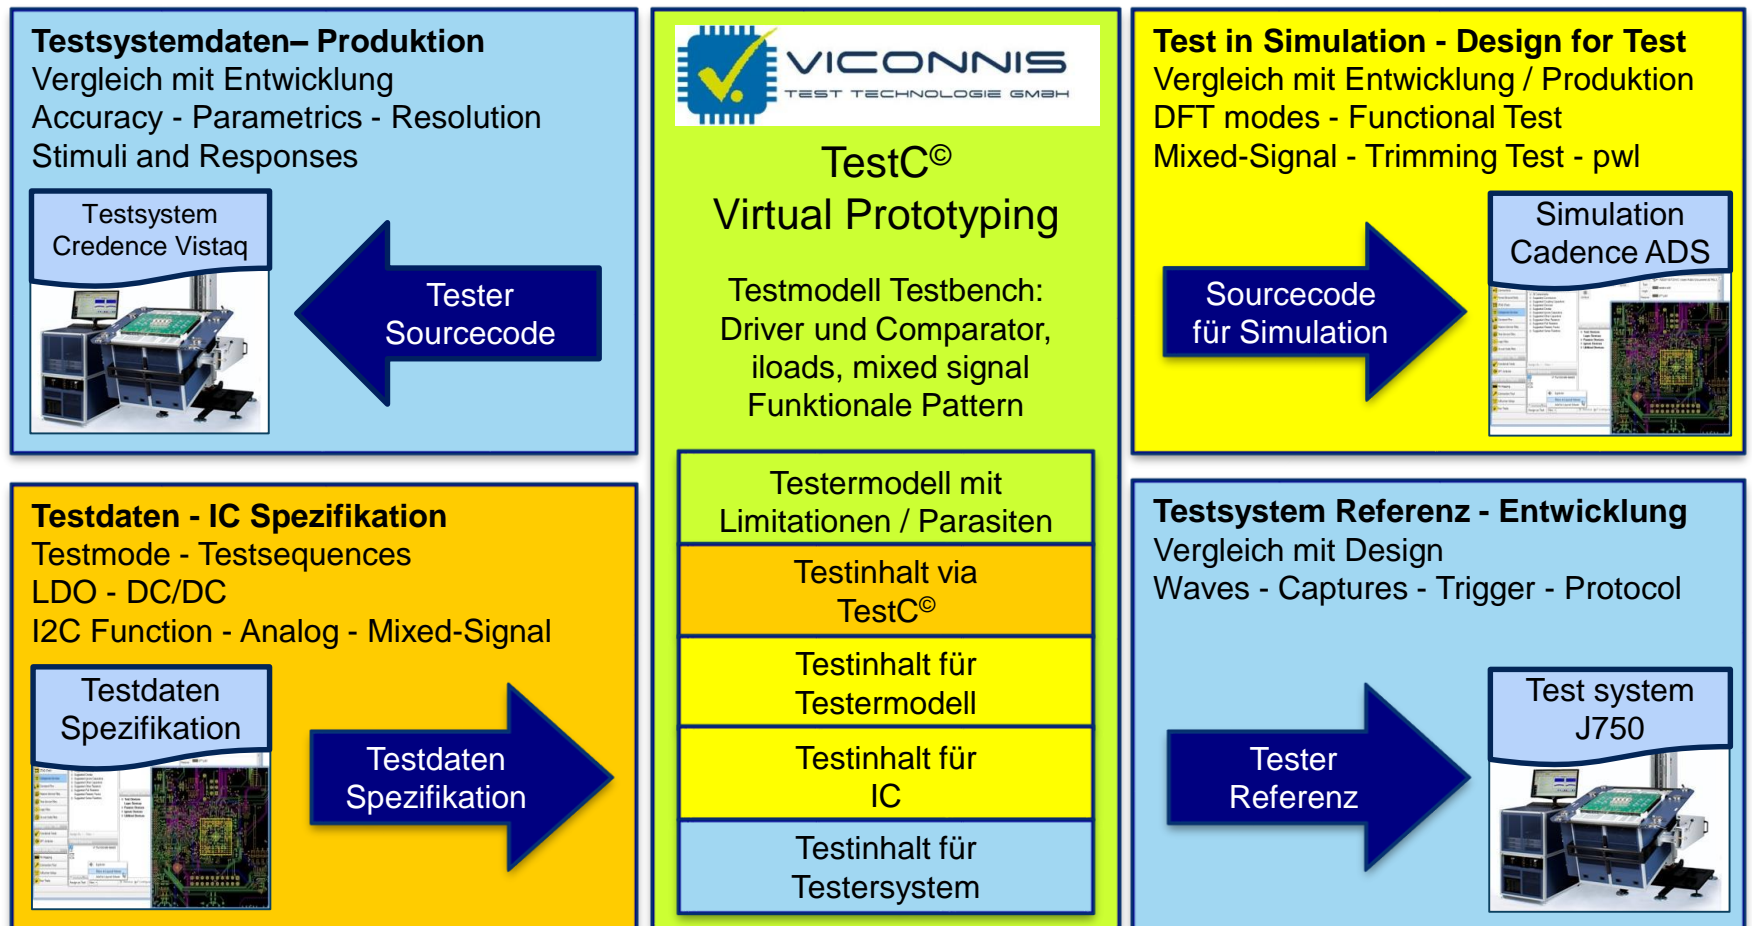 Testsystemdaten– Produktion
Vergleich mit Entwicklung
Accuracy - Parametrics - Resolution
Stimuli and Responses
Testsystem
Credence Vistaq
Tester
Sourcecode
Testdaten - IC Spezifikation
Testmode - Testsequences
LDO - DC/DC
I2C Function - Analog - Mixed-Signal
Testdaten
Spezifikation
Testdaten
Spezifikation
VICONNIS
TEST TECHNOLOGIE GMBH
TestC©
Virtual Prototyping
Testmodell Testbench:
Driver und Comparator,
iloads, mixed signal
Funktionale Pattern
Testermodell mit
Limitationen / Parasiten
Testinhalt via
TestC©
Testinhalt für
Testermodell
Testinhalt für
IC
Testinhalt für
Testersystem
Test in Simulation - Design for Test
Vergleich mit Entwicklung / Produktion
DFT modes - Functional Test
Mixed-Signal - Trimming Test - pwl
Sourcecode
für Simulation
Simulation
Cadence ADS
Testsystem Referenz - Entwicklung
Vergleich mit Design
Waves - Captures - Trigger - Protocol
Tester
Referenz
Test system
J750